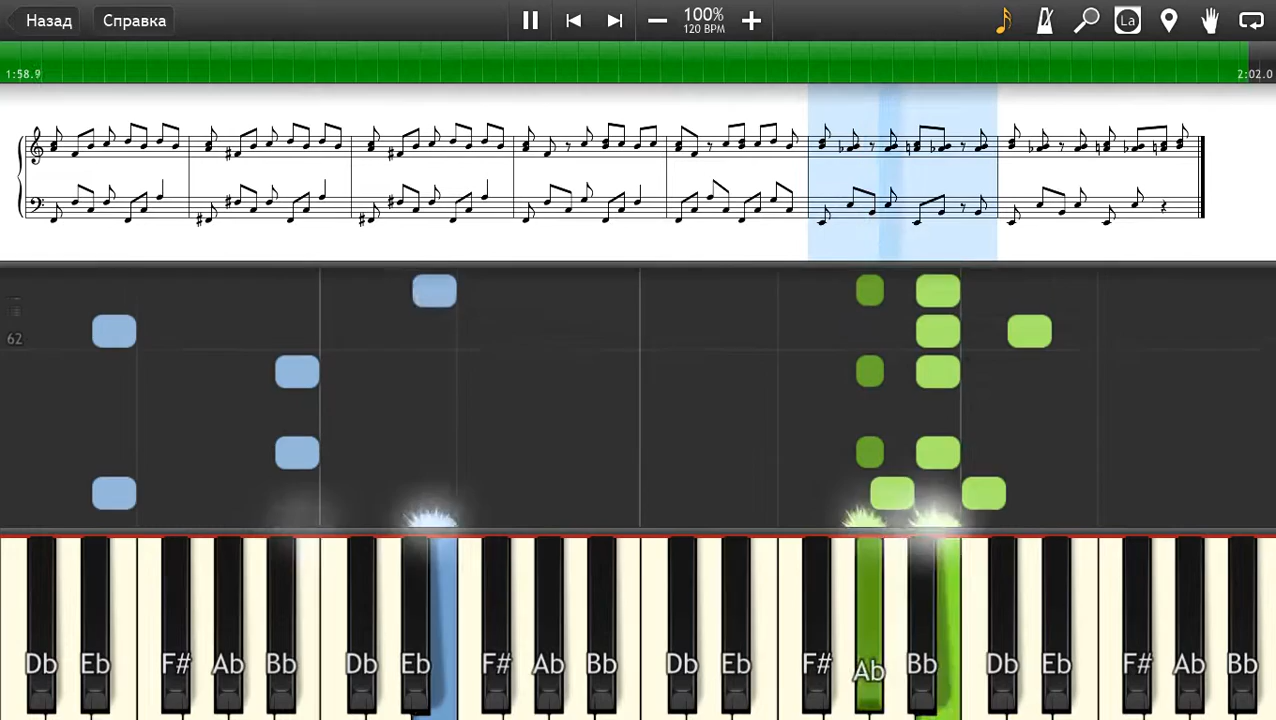 Назад
Справка
100%
120 BPM
La
1:58.9
2:02.0
62
Db Eb F# Ab Bb Db Eb F# Ab Bb Db Eb F# Ab Bb Db Eb F# Ab Bb